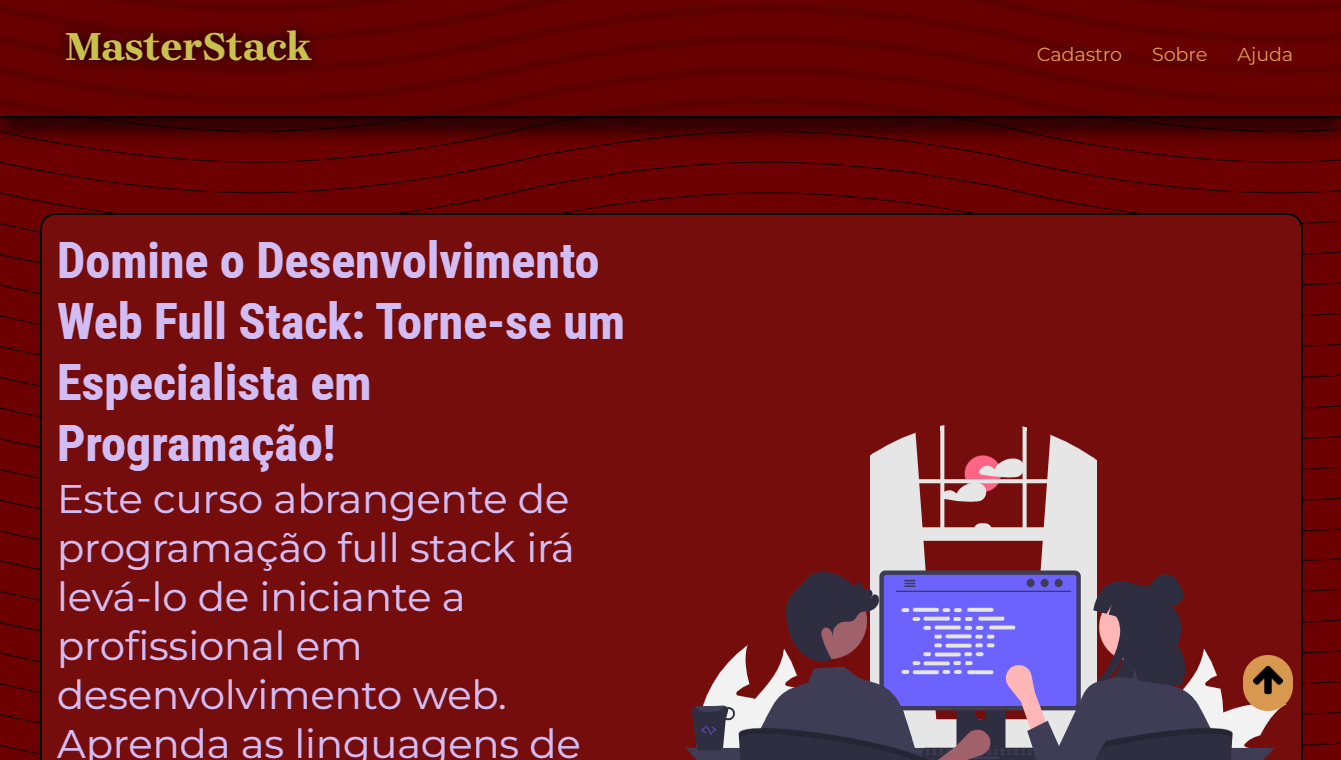 MasterStack
Cadastro Sobre Ajuda
Domine o Desenvolvimento
Web Full Stack: Torne-se um
Especialista em
Programação!
Este curso abrangente de
programação full stack irá
levá-lo de iniciante a
profissional em
desenvolvimento web.
Aprenda as linguagens de